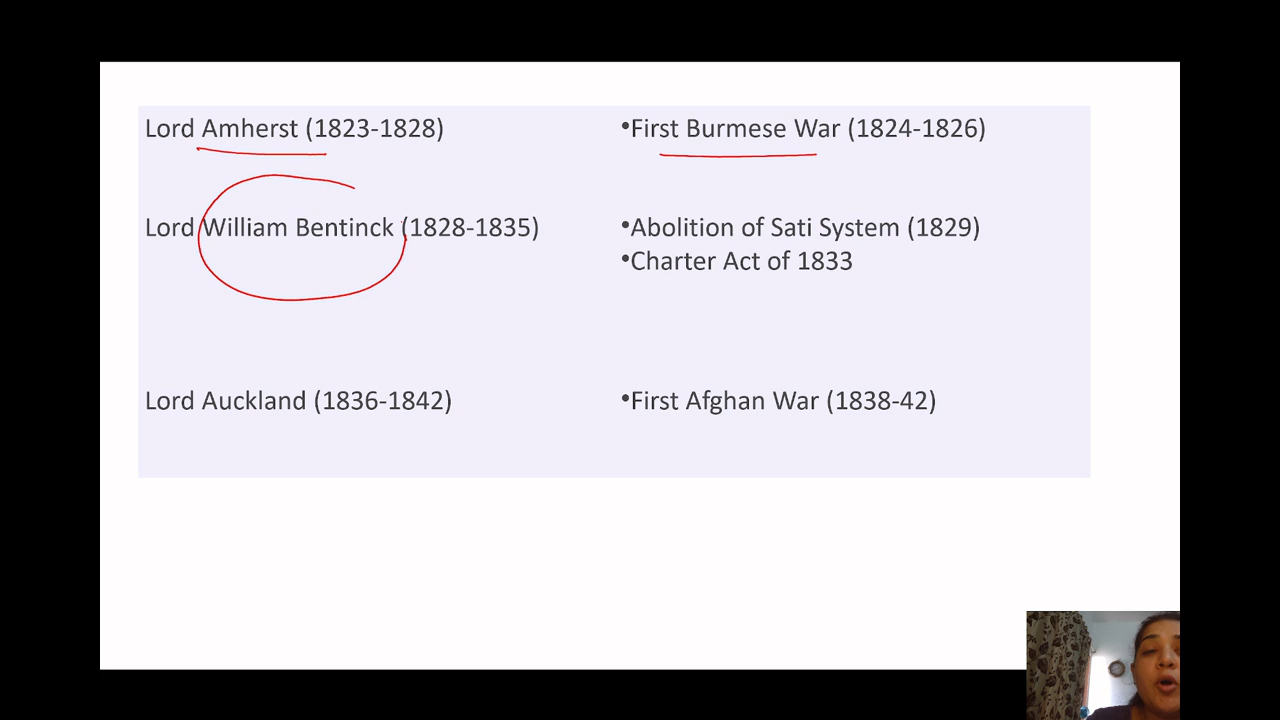 Lord Amherst (1823-1828)
•First Burmese War (1824-1826)
Lord William Bentinck (1828-1835)
•Abolition of Sati System (1829)
•Charter Act of 1833
Lord Auckland (1836-1842)
•First Afghan War (1838-42)